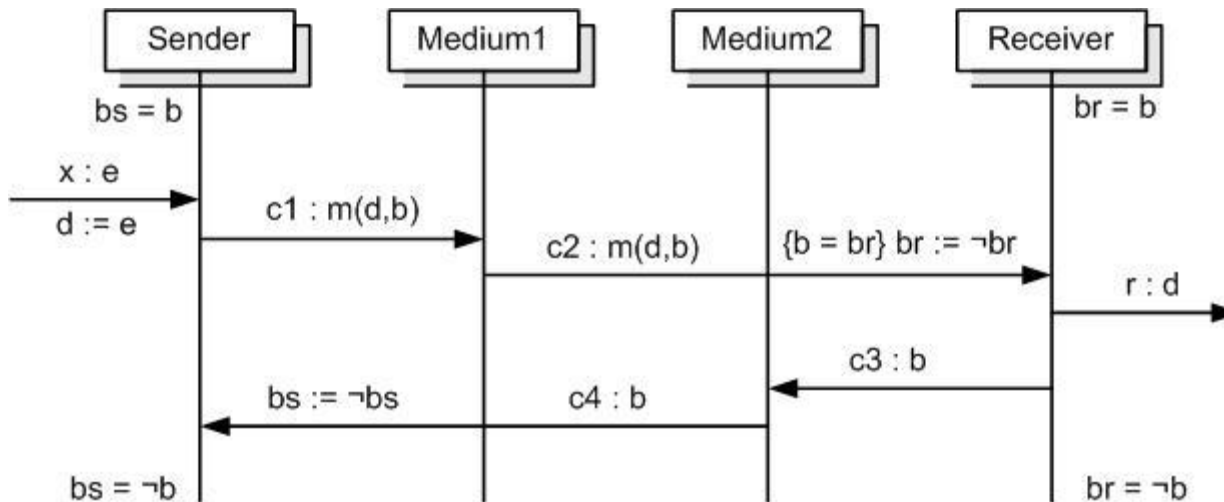 Sender
Medium1
Medium2
Receiver
bs = b
br = b
x : e
d := e
c1 : m(d,b)
c2 : m(d,b)
{b = br} br := ¬br
r : d
c3 : b
bs := ¬bs
c4 : b
bs = ¬b
br = ¬b